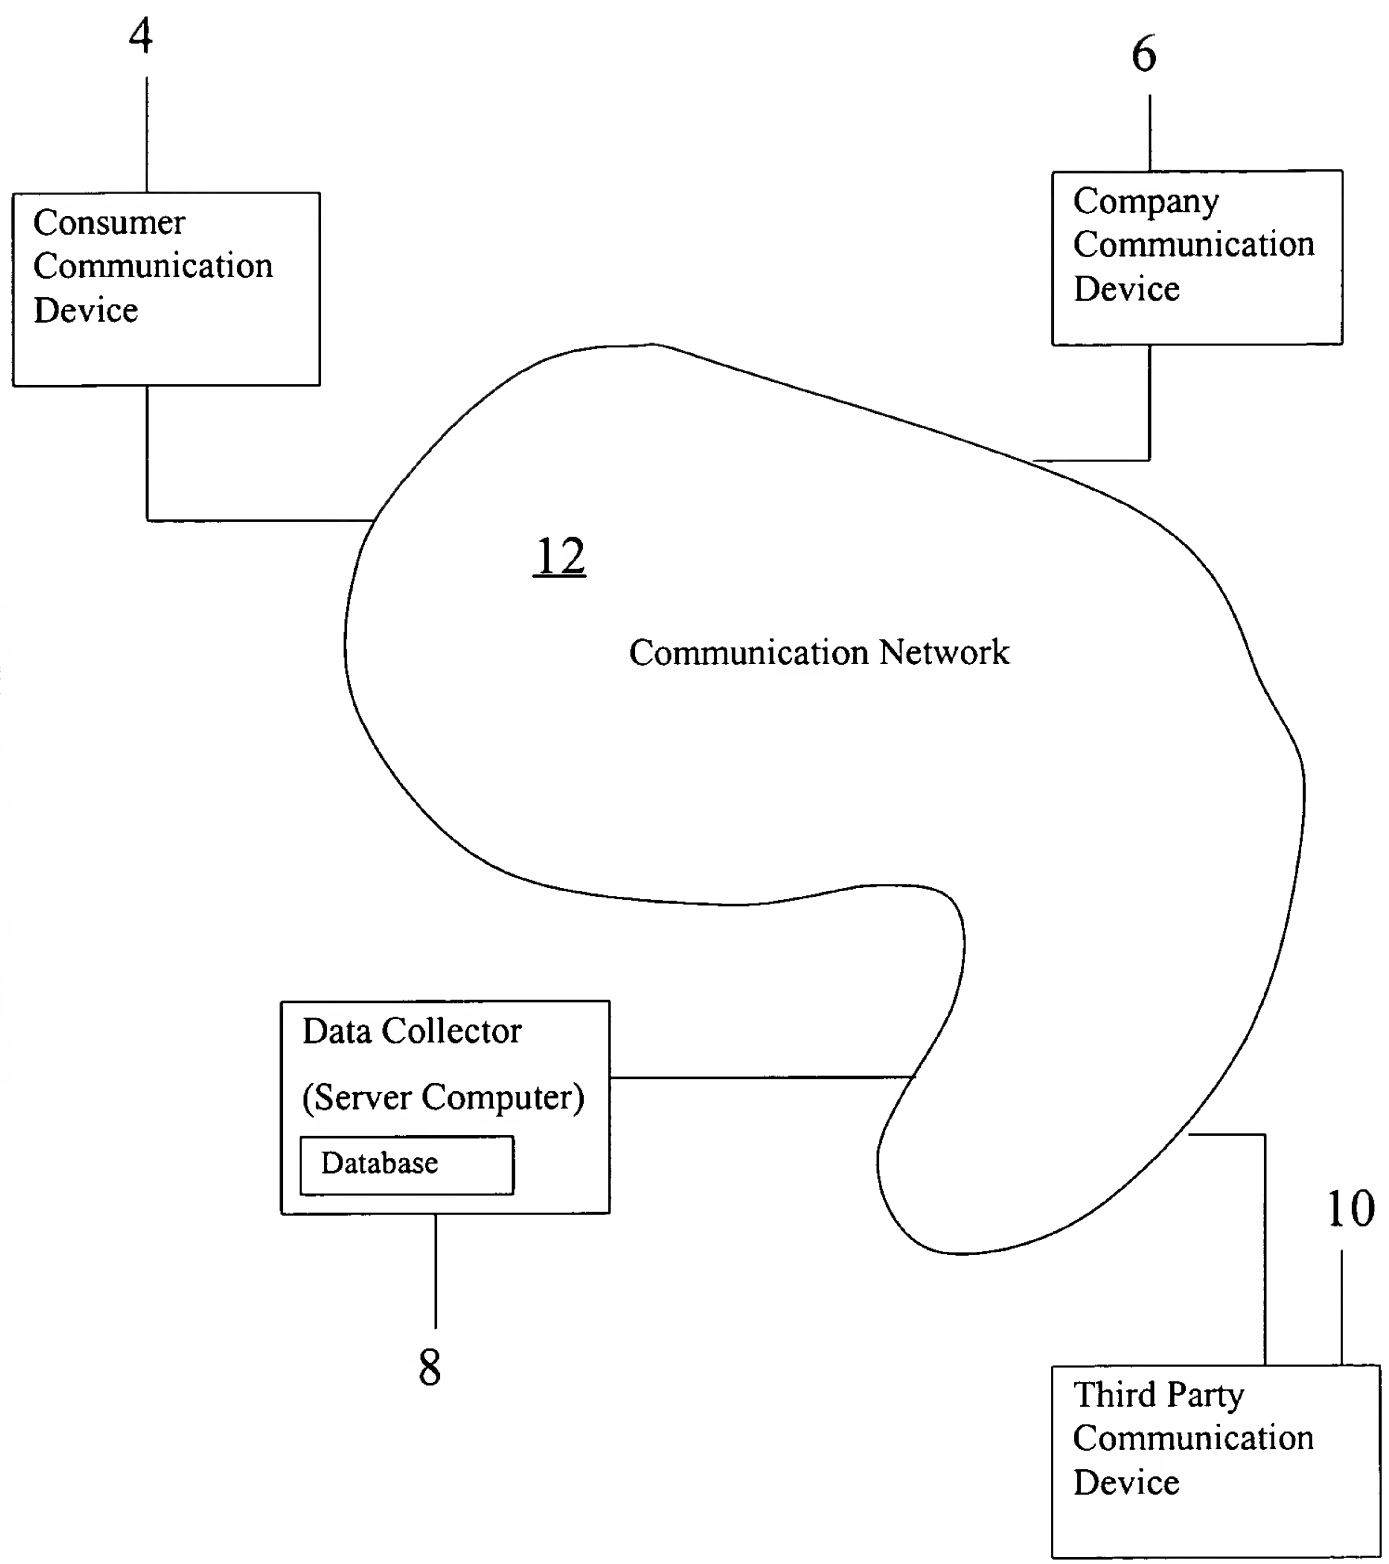 4
6
Consumer
Communication
Device
Company
Communication
Device
12
Communication Network
Data Collector
(Server Computer)
Database
8
10
Third Party
Communication
Device